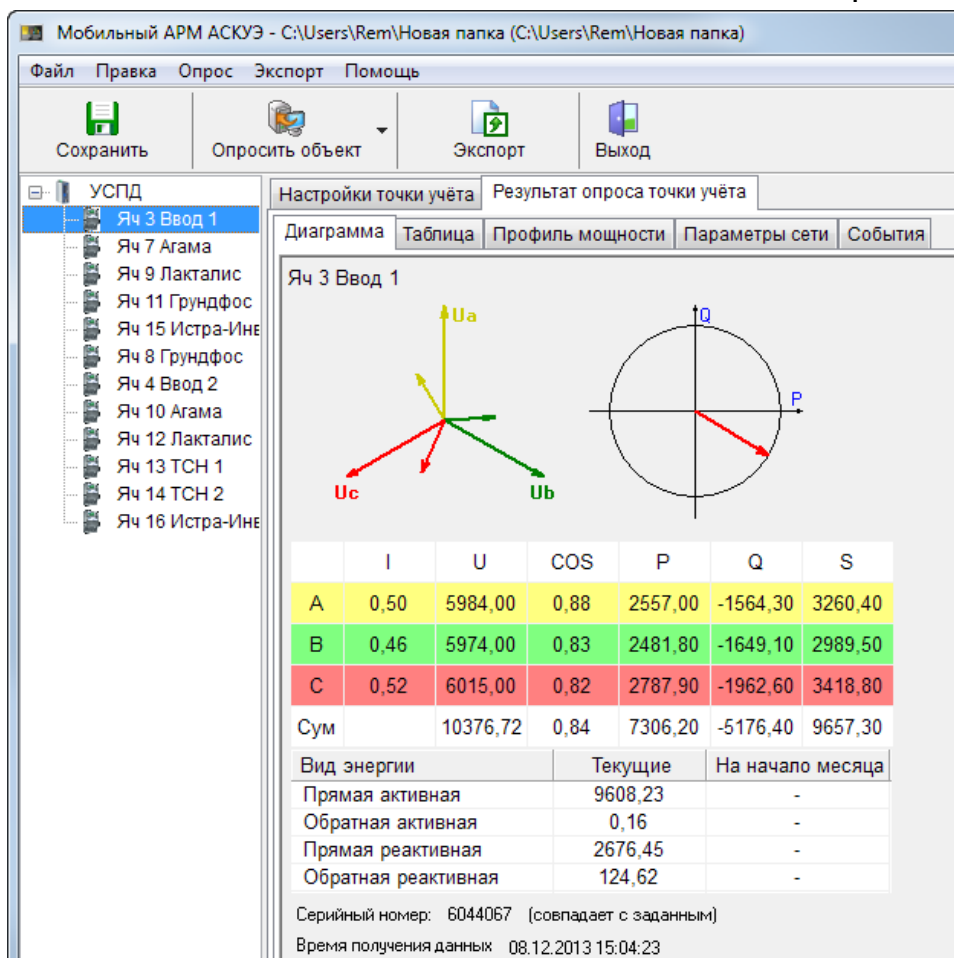 Мобильный АРМ АСКУЭ - C:\Users\Rem\Новая папка (C:\Users\Rem\Новая папка)
Файл Правка Опрос Экспорт Помощь
Сохранить Опросить объект Экспорт Выход
УСПД
Яч 3 Ввод 1
Яч 7 Агама
Яч 9 Лакталис
Яч 11 Грундфос
Яч 15 Истра-Инв
Яч 8 Грундфос
Яч 4 Ввод 2
Яч 10 Агама
Яч 12 Лакталис
Яч 13 ТСН 1
Яч 14 ТСН 2
Яч 16 Истра-Инв
Настройки точки учёта Результат опроса точки учёта
Диаграмма Таблица Профиль мощности Параметры сети События
Яч 3 Ввод 1
Ua
Uc Ub
Q
P
I U COS P Q S
A 0,50 5984,00 0,88 2557,00 -1564,30 3260,40
B 0,46 5974,00 0,83 2481,80 -1649,10 2989,50
C 0,52 6015,00 0,82 2787,90 -1962,60 3418,80
Сум 10376,72 0,84 7306,20 -5176,40 9657,30
Вид энергии Текущие На начало месяца
Прямая активная 9608,23 -
Обратная активная 0,16 -
Прямая реактивная 2676,45 -
Обратная реактивная 124,62 -
Серийный номер: 6044067 (совпадает с заданным)
Время получения данных 08.12.2013 15:04:23